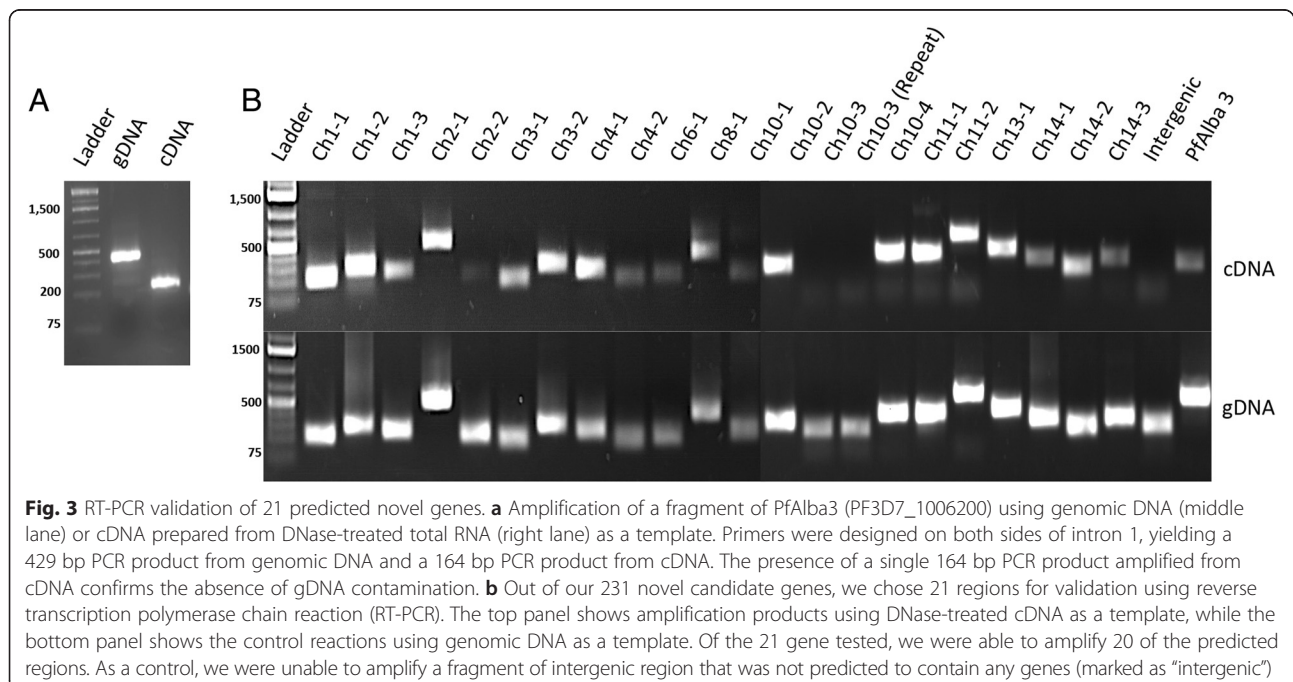 A
Ladder
gDNA
cDNA
1,500
500
200
75
B
Ladder
Ch1-1
Ch1-2
Ch1-3
Ch2-1
Ch2-2
Ch3-1
Ch3-2
Ch4-1
Ch4-2
Ch6-1
Ch8-1
Ch10-1
Ch10-2
Ch10-3
Ch10-3 (Repeat)
Ch10-4
Ch11-1
Ch11-2
Ch13-1
Ch14-1
Ch14-2
Ch14-3
Intergenic
PfAlba 3
1,500
500
75
cDNA
1500
500
75
gDNA
Fig. 3 RT-PCR validation of 21 predicted novel genes. a Amplification of a fragment of PfAlba3 (PF3D7_1006200) using genomic DNA (middle
lane) or cDNA prepared from DNase-treated total RNA (right lane) as a template. Primers were designed on both sides of intron 1, yielding a
429 bp PCR product from genomic DNA and a 164 bp PCR product from cDNA. The presence of a single 164 bp PCR product amplified from
cDNA confirms the absence of gDNA contamination. b Out of our 231 novel candidate genes, we chose 21 regions for validation using reverse
transcription polymerase chain reaction (RT-PCR). The top panel shows amplification products using DNase-treated cDNA as a template, while the
bottom panel shows the control reactions using genomic DNA as a template. Of the 21 gene tested, we were able to amplify 20 of the predicted
regions. As a control, we were unable to amplify a fragment of intergenic region that was not predicted to contain any genes (marked as “intergenic”)